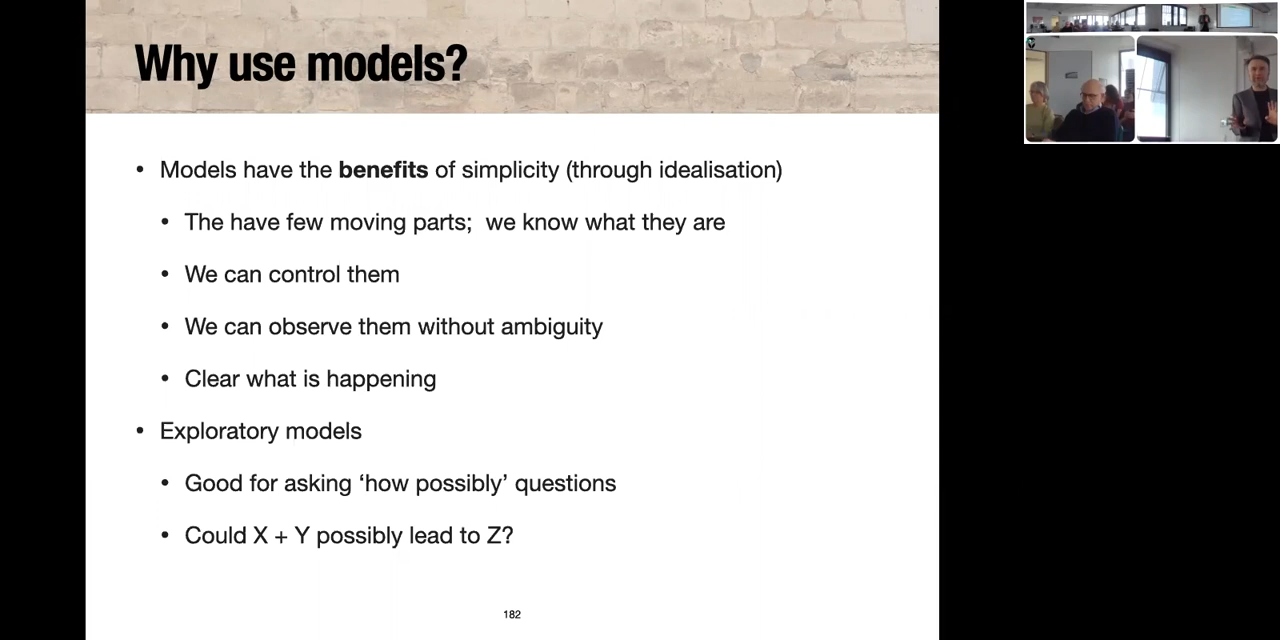 Why use models?
• Models have the benefits of simplicity (through idealisation)
• The have few moving parts;  we know what they are
• We can control them
• We can observe them without ambiguity
• Clear what is happening
• Exploratory models
• Good for asking ‘how possibly’ questions
• Could X + Y possibly lead to Z?
182